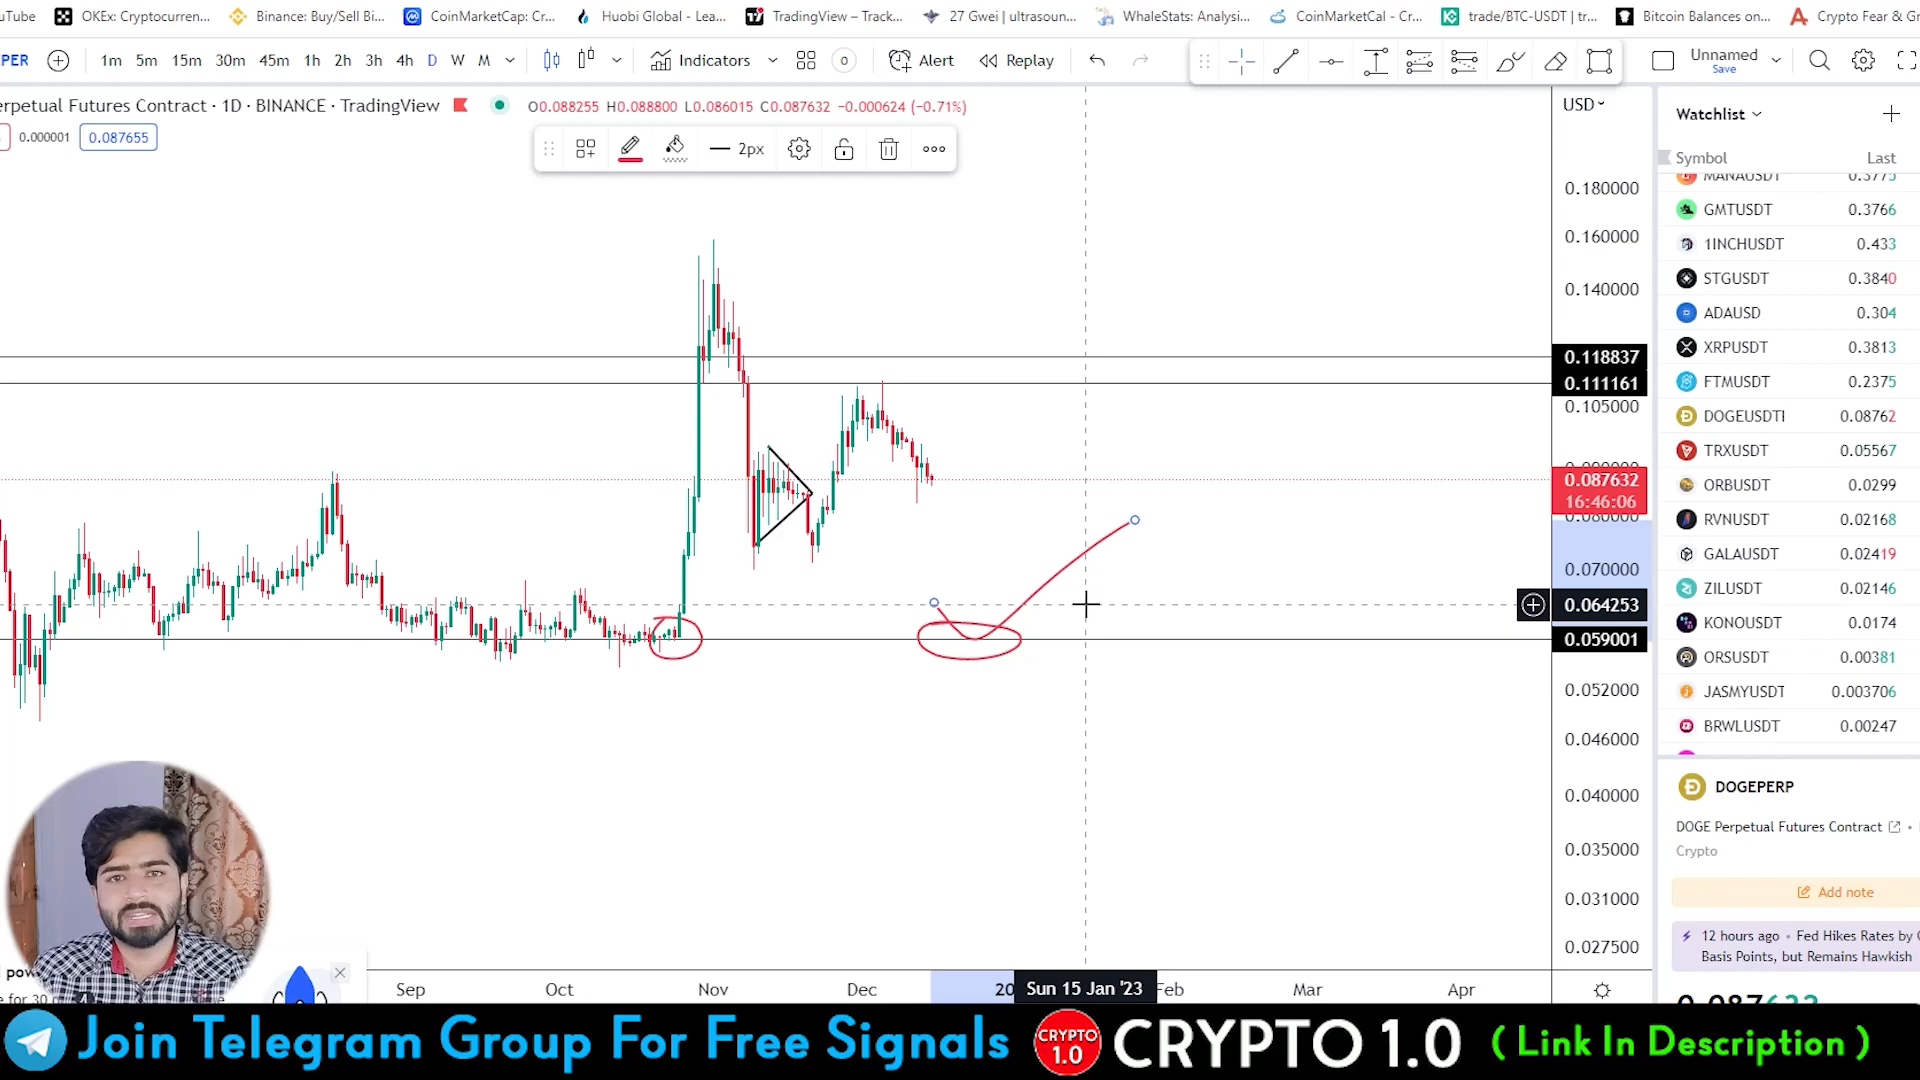 uTube OKEx: Cryptocurren... Binance: Buy/Sell Bi... CoinMarketCap: Cr... Huobi Global - Lea... TradingView – Track... 27 Gwei | ultrasoun... WhaleStats: Analysi... CoinMarketCal - Cr... trade/BTC-USDT | tr... Bitcoin Balances on... Crypto Fear & Gr
PER 1m 5m 15m 30m 45m 1h 2h 3h 4h D W M Indicators Alert Replay Unnamed
Save
erpetual Futures Contract · 1D · BINANCE · TradingView O0.088255 H0.088800 L0.086015 C0.087632 −0.000624 (−0.71%)
0.000001 0.087655
2px
USD
0.180000
0.160000
0.140000
0.118837
0.111161
0.105000
0.087632
16:46:06
0.080000
0.070000
0.064253
0.059001
0.052000
0.046000
0.040000
0.035000
0.031000
0.027500
Watchlist
Symbol Last
MANAUSDT 0.3775
GMTUSDT 0.3766
1INCHUSDT 0.433
STGUSDT 0.3840
ADAUSD 0.304
XRPUSDT 0.3813
FTMUSDT 0.2375
DOGEUSDTI 0.08762
TRXUSDT 0.05567
ORBUSDT 0.0299
RVNUSDT 0.02168
GALAUSDT 0.02419
ZILUSDT 0.02146
KONOUSDT 0.0174
ORSUSDT 0.00381
JASMYUSDT 0.003706
BRWLUSDT 0.00247
DOGEPERP
DOGE Perpetual Futures Contract
Crypto
Add note
12 hours ago • Fed Hikes Rates by
Basis Points, but Remains Hawkish
0.087632
Sep Oct Nov Dec 20 Sun 15 Jan '23 Feb Mar Apr
Join Telegram Group For Free Signals CRYPTO 1.0 CRYPTO 1.0 ( Link In Description )